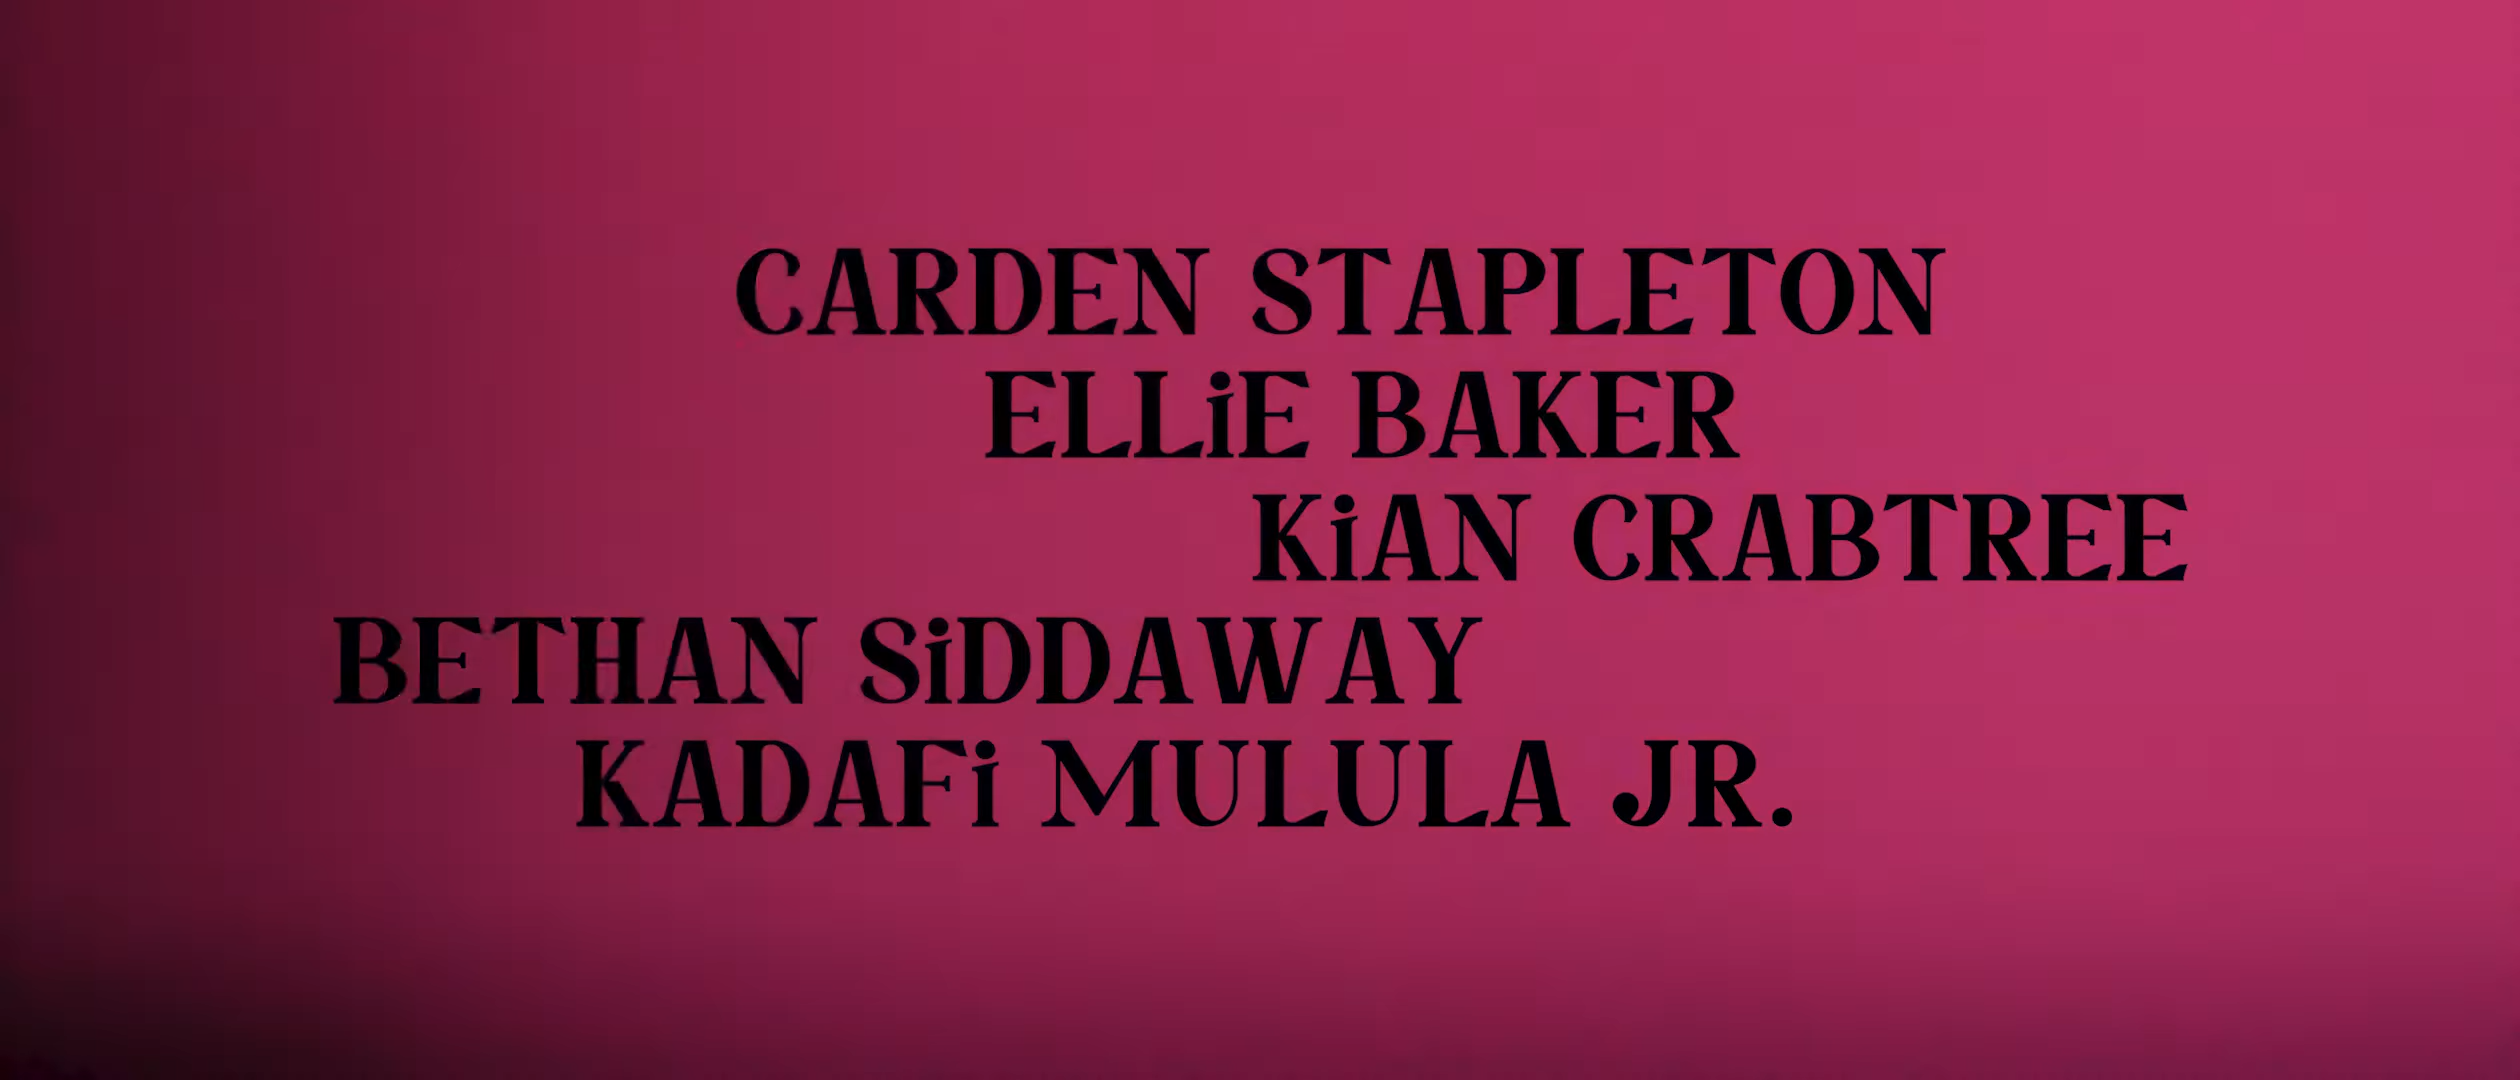 CARDEN STAPLETON
ELLiE BAKER
KiAN CRABTREE
BETHAN SiDDAWAY
KADAFi MULULA JR.